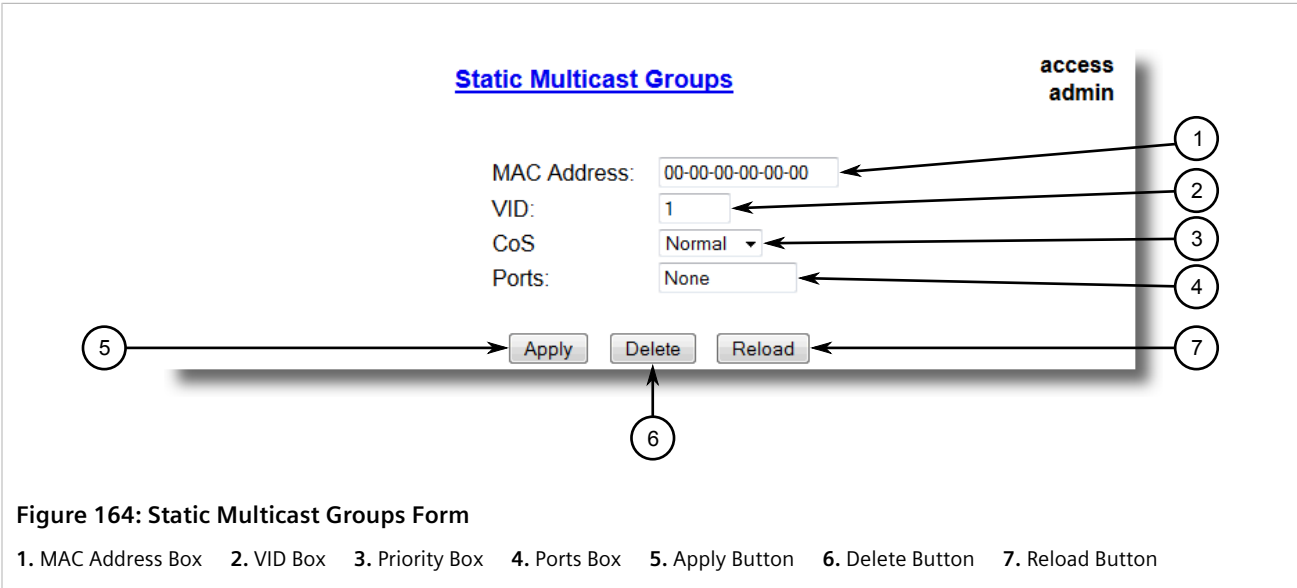 Static Multicast Groups
access
admin
MAC Address: 00-00-00-00-00-00
VID: 1
CoS Normal
Ports: None
Apply Delete Reload
1
2
3
4
5
7
6
Figure 164: Static Multicast Groups Form
1. MAC Address Box 2. VID Box 3. Priority Box 4. Ports Box 5. Apply Button 6. Delete Button 7. Reload Button